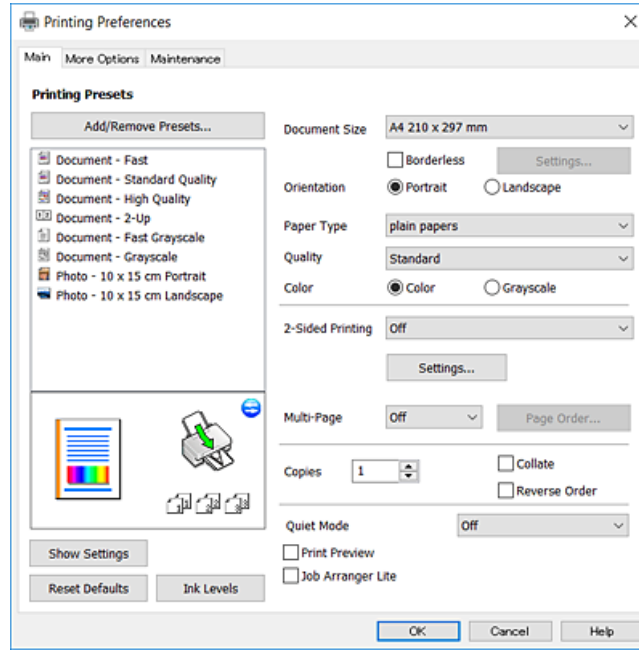 Printing Preferences
Main More Options Maintenance
Printing Presets
Add/Remove Presets...
Document - Fast
Document - Standard Quality
Document - High Quality
Document - 2-Up
Document - Fast Grayscale
Document - Grayscale
Photo - 10 x 15 cm Portrait
Photo - 10 x 15 cm Landscape
Show Settings
Reset Defaults Ink Levels
Document Size A4 210 x 297 mm
Borderless Settings...
Orientation Portrait Landscape
Paper Type plain papers
Quality Standard
Color Color Grayscale
2-Sided Printing Off
Settings...
Multi-Page Off Page Order...
Copies 1 Collate
Reverse Order
Quiet Mode Off
Print Preview
Job Arranger Lite
OK Cancel Help